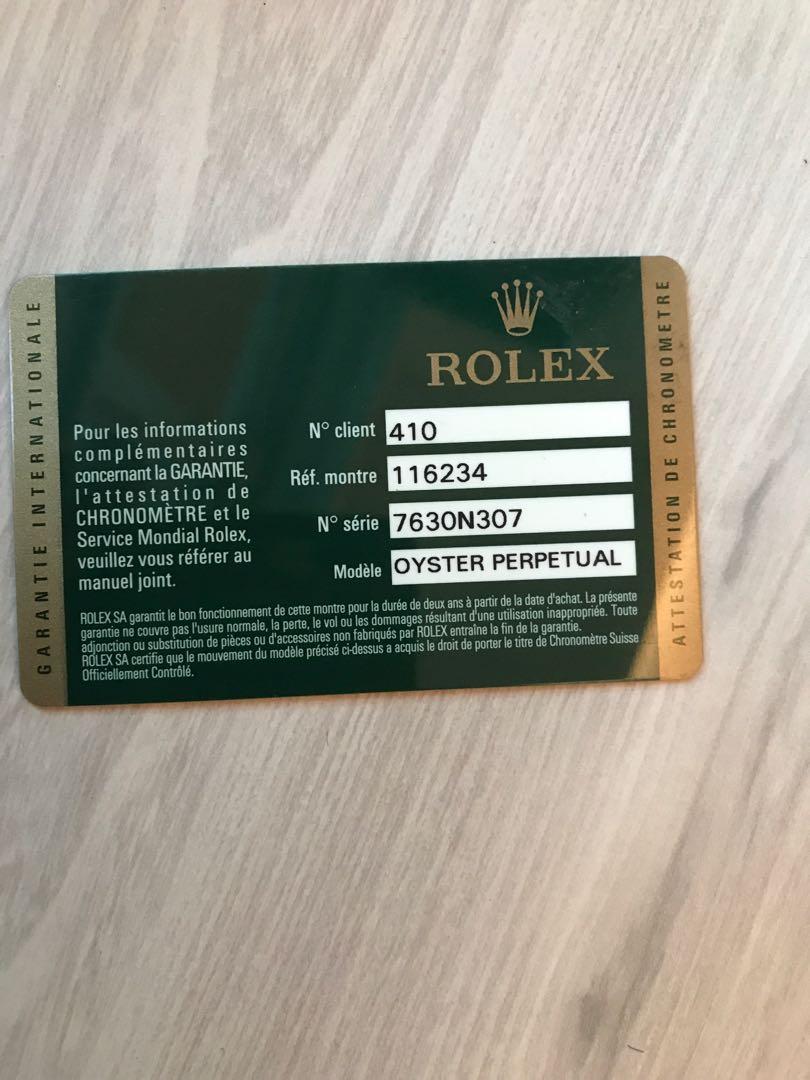 GARANTIE INTERNATIONALE
ROLEX
Pour les informations
complémentaires
concernant la GARANTIE,
l'attestation de
CHRONOMÈTRE et le
Service Mondial Rolex,
veuillez vous référer au
manuel joint.
N° client 410
Réf. montre 116234
N° série 7630N307
Modèle OYSTER PERPETUAL
ROLEX SA garantit le bon fonctionnement de cette montre pour la durée de deux ans à partir de la date d'achat. La présente
garantie ne couvre pas l'usure normale, la perte, le vol ou les dommages résultant d'une utilisation inappropriée. Toute
adjonction ou substitution de pièces ou d'accessoires non fabriqués par ROLEX entraîne la fin de la garantie.
ROLEX SA certifie que le mouvement du modèle précisé ci-dessus a acquis le droit de porter le titre de Chronomètre Suisse
Officiellement Contrôlé.
ATTESTATION DE CHRONOMETRE